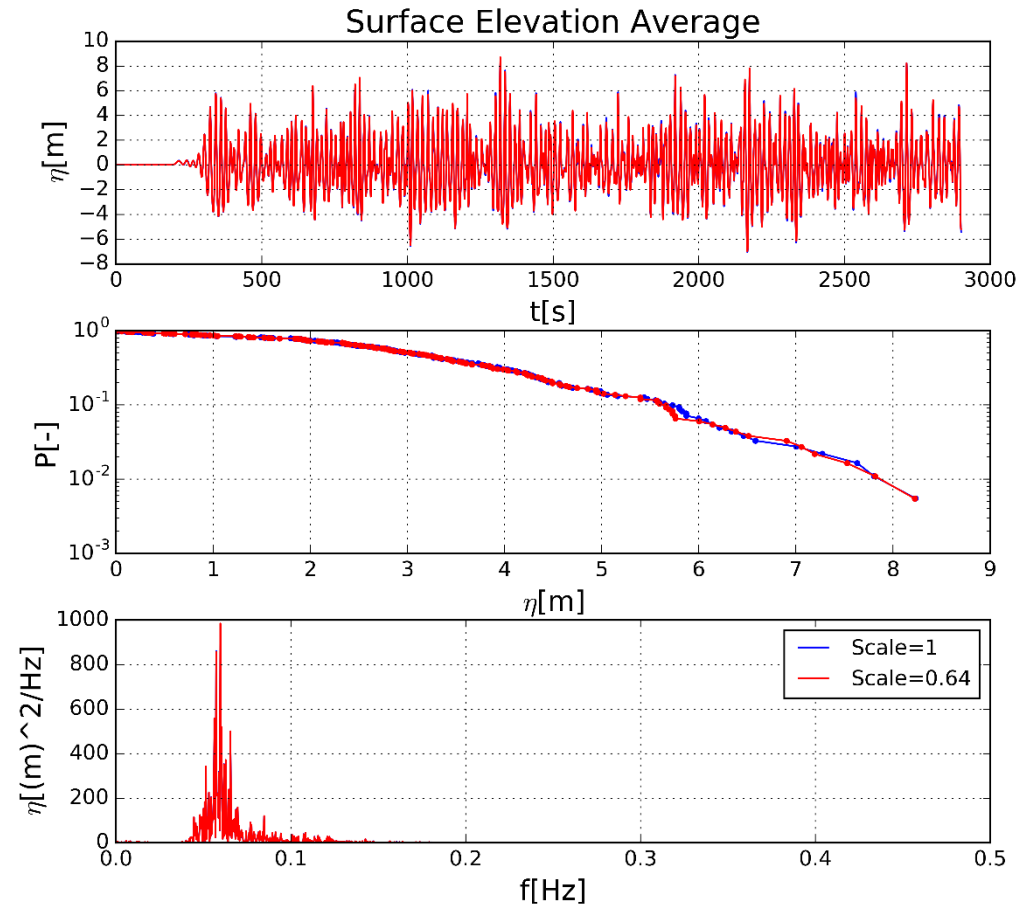 Surface Elevation Average
10
8
6
4
2
0
−2
−4
−6
−8
η[m]
0 500 1000 1500 2000 2500 3000
t[s]
10^0
10^-1
10^-2
10^-3
P[-]
0 1 2 3 4 5 6 7 8 9
η[m]
1000
800
600
400
200
0
η[(m)^2/Hz]
Scale=1
Scale=0.64
0.0 0.1 0.2 0.3 0.4 0.5
f[Hz]